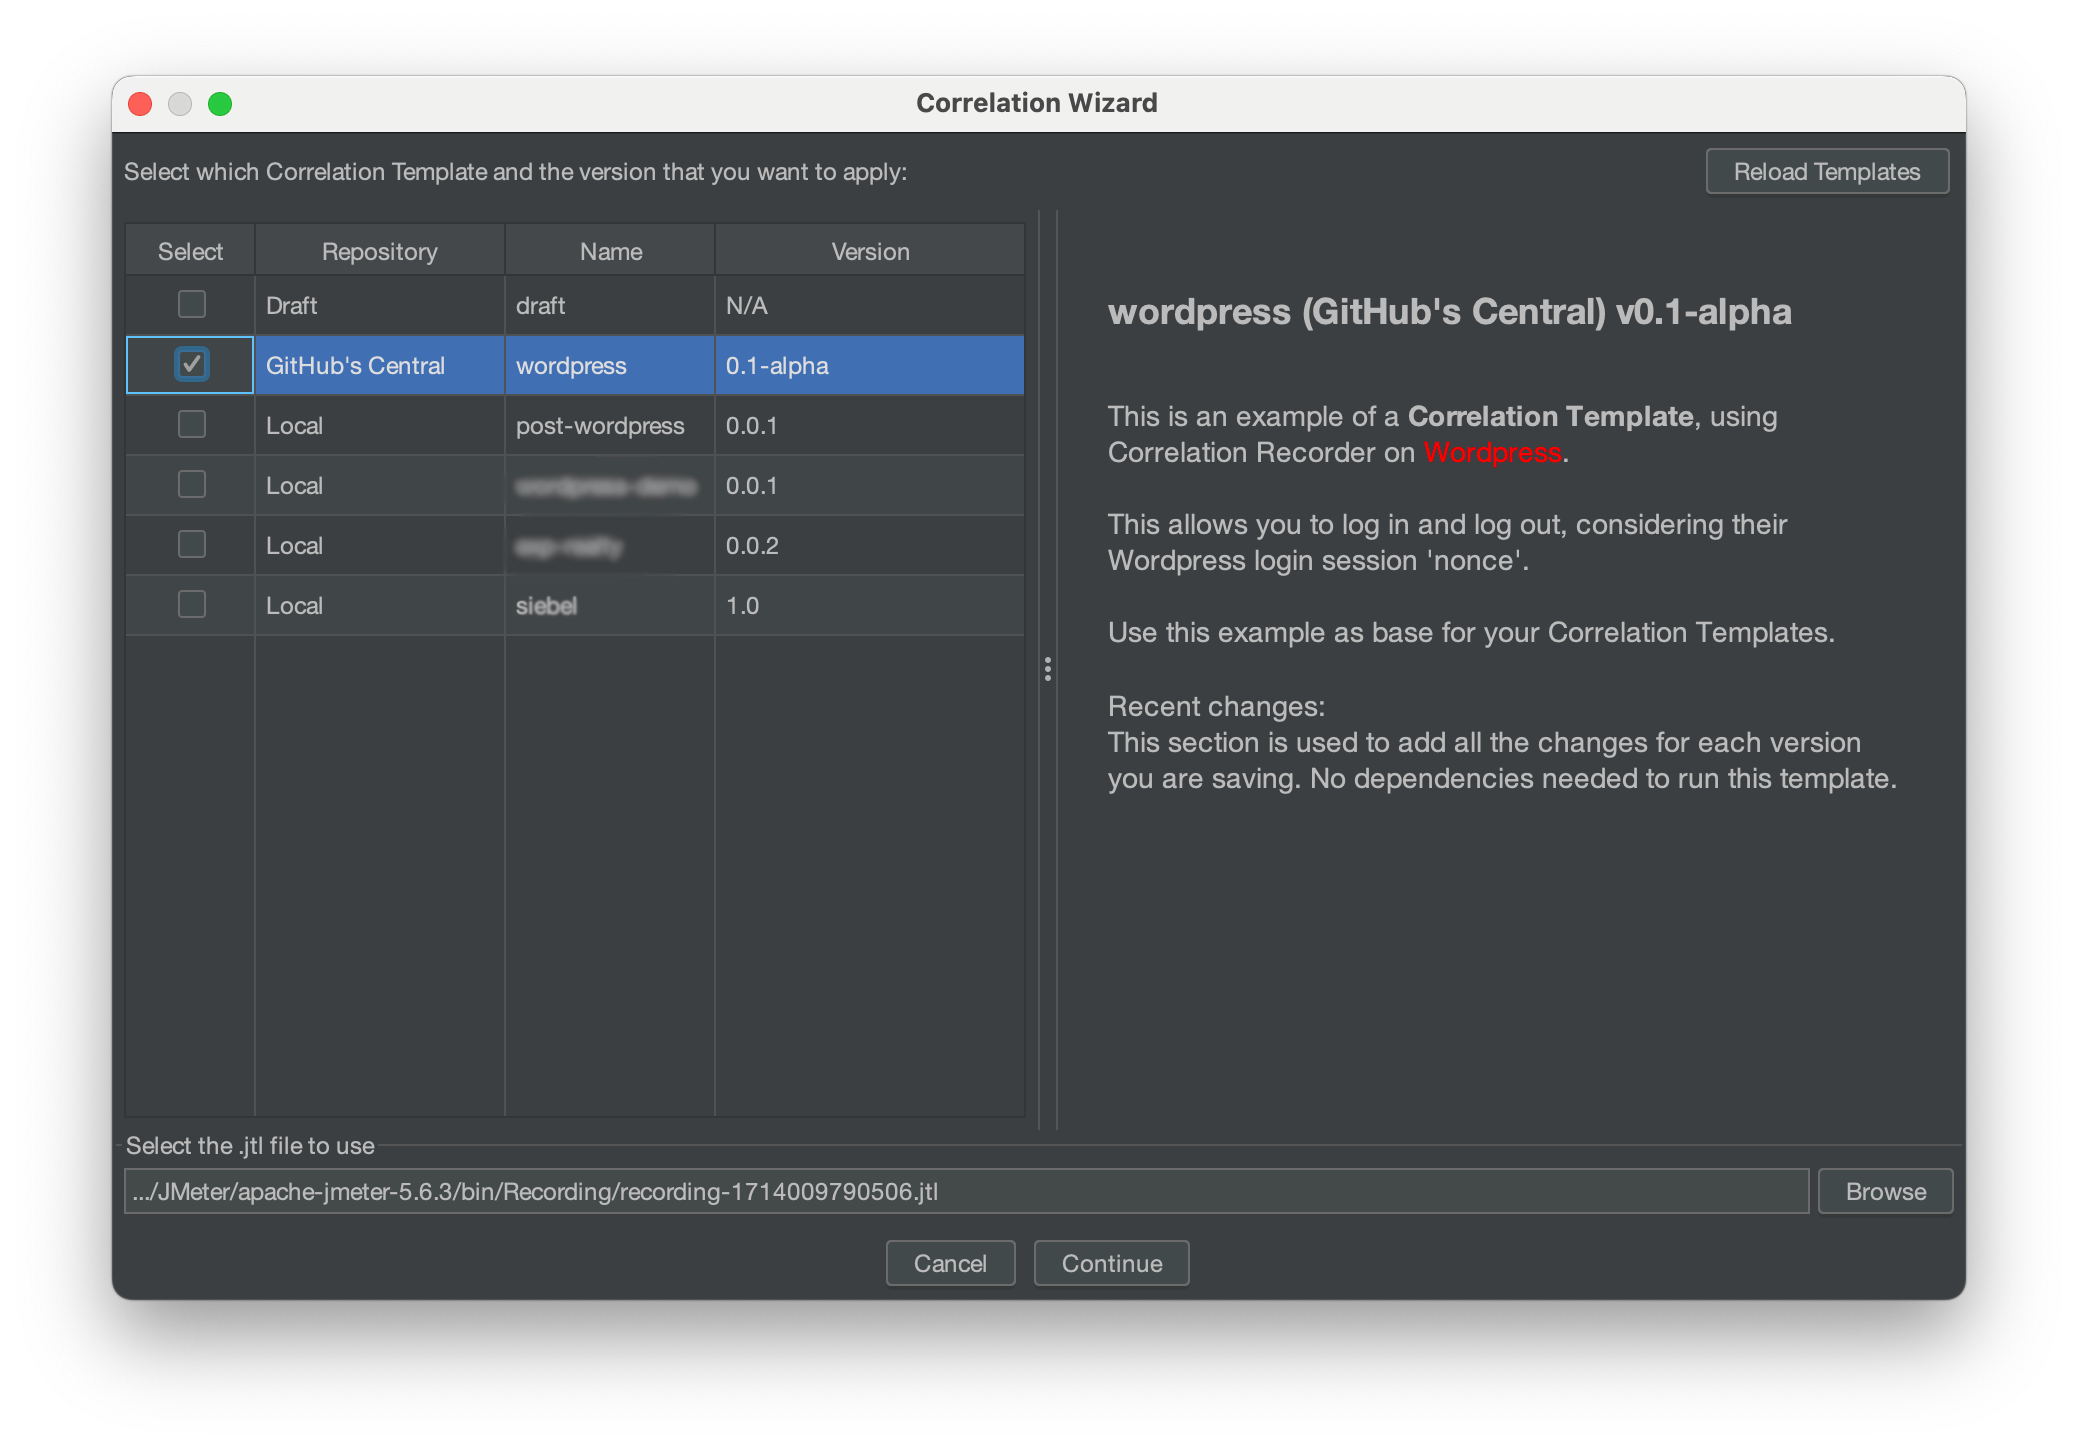 Correlation Wizard
Select which Correlation Template and the version that you want to apply:
Reload Templates
Select Repository Name Version
Draft draft N/A
GitHub's Central wordpress 0.1-alpha
Local post-wordpress 0.0.1
Local wordpress-demo 0.0.1
Local 0.0.2
Local siebel 1.0
wordpress (GitHub's Central) v0.1-alpha
This is an example of a Correlation Template, using
Correlation Recorder on Wordpress.
This allows you to log in and log out, considering their
Wordpress login session 'nonce'.
Use this example as base for your Correlation Templates.
Recent changes:
This section is used to add all the changes for each version
you are saving. No dependencies needed to run this template.
Select the .jtl file to use
.../JMeter/apache-jmeter-5.6.3/bin/Recording/recording-1714009790506.jtl
Browse
Cancel Continue